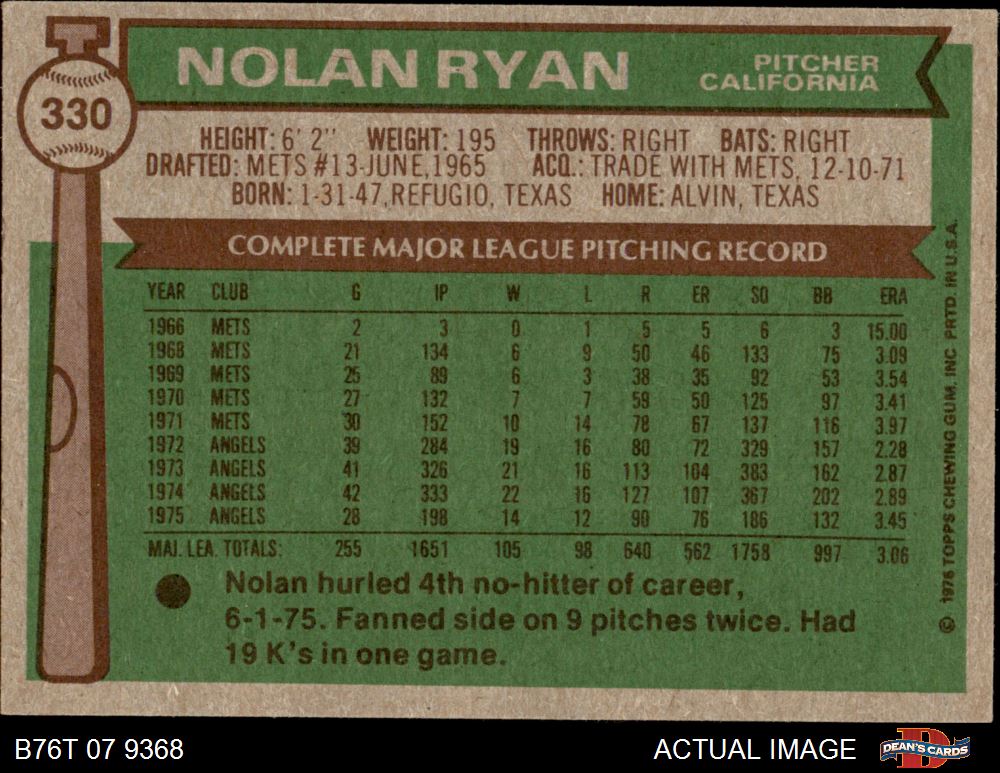 NOLAN RYAN
PITCHER
CALIFORNIA
330
HEIGHT: 6' 2" WEIGHT: 195 THROWS: RIGHT BATS: RIGHT
DRAFTED: METS #13-JUNE, 1965 ACQ.: TRADE WITH METS, 12-10-71
BORN: 1-31-47, REFUGIO, TEXAS HOME: ALVIN, TEXAS
COMPLETE MAJOR LEAGUE PITCHING RECORD
YEAR CLUB G IP W L R ER SO BB ERA
1966 METS 2 3 0 1 5 5 6 3 15.00
1968 METS 21 134 6 9 50 46 133 75 3.09
1969 METS 25 89 6 3 38 35 92 53 3.54
1970 METS 27 132 7 7 59 50 125 97 3.41
1971 METS 30 152 10 14 78 67 137 116 3.97
1972 ANGELS 39 284 19 16 80 72 329 157 2.28
1973 ANGELS 41 326 21 16 113 104 383 162 2.87
1974 ANGELS 42 333 22 16 127 107 367 202 2.89
1975 ANGELS 28 198 14 12 90 76 186 132 3.45
MAJ. LEA. TOTALS: 255 1651 105 98 640 562 1758 997 3.06
Nolan hurled 4th no-hitter of career,
6-1-75. Fanned side on 9 pitches twice. Had
19 K's in one game.
© 1976 TOPPS CHEWING GUM, INC PRTD. IN U.S.A.
B76T 07 9368
ACTUAL IMAGE
DEAN'S CARDS